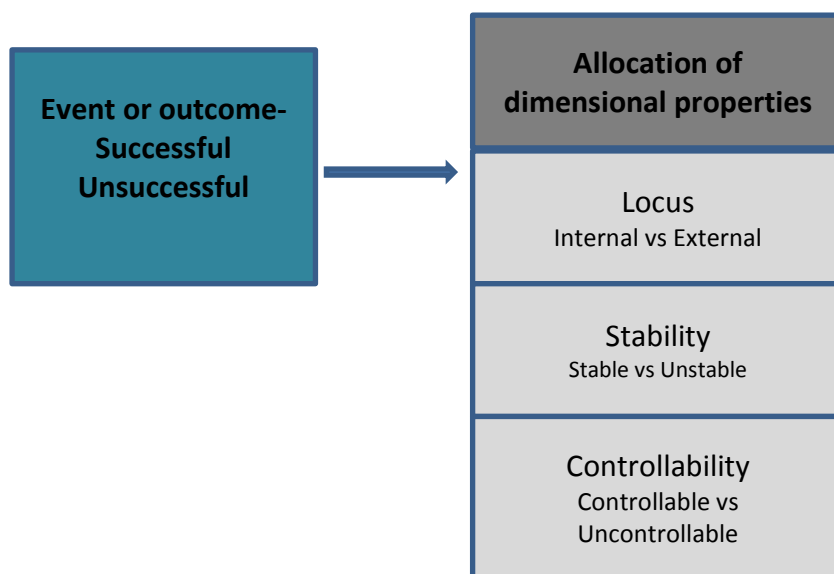 Event or outcome-
Successful
Unsuccessful
Allocation of
dimensional properties
Locus
Internal vs External
Stability
Stable vs Unstable
Controllability
Controllable vs
Uncontrollable